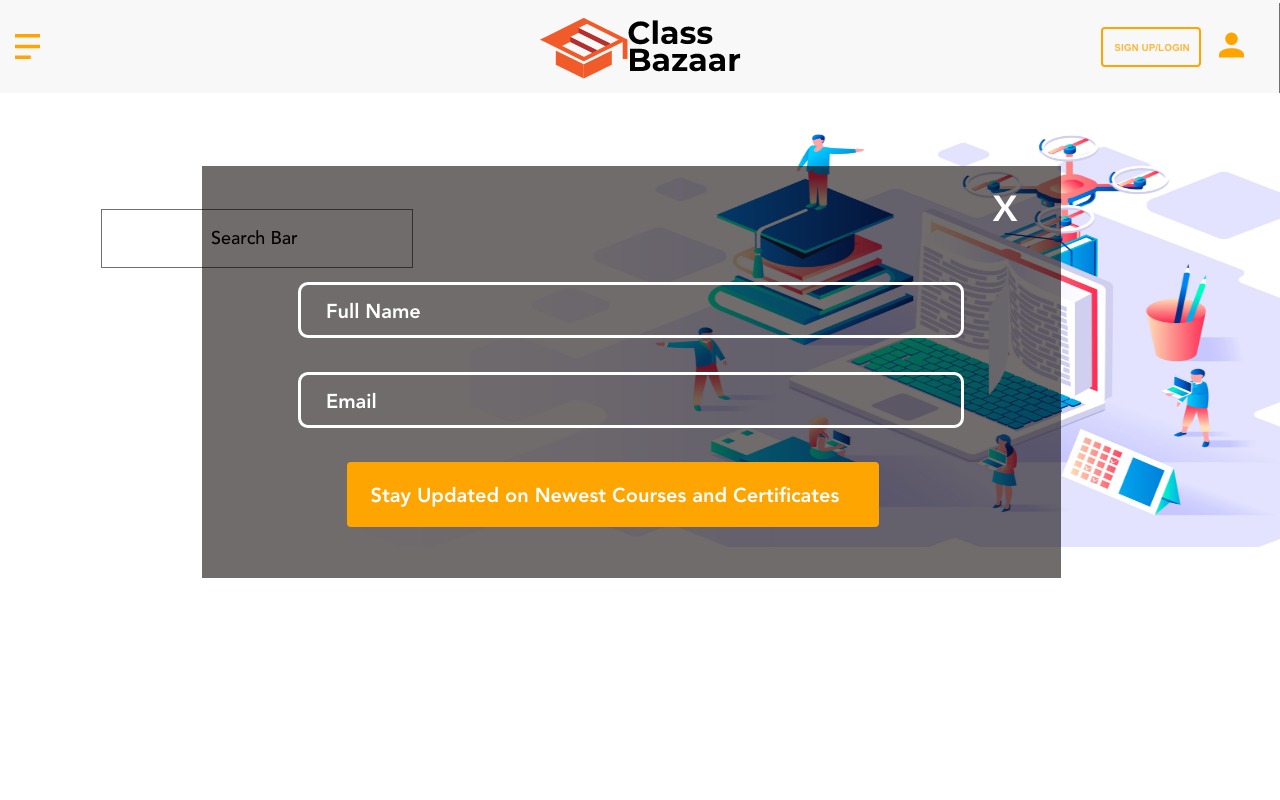 Class
Bazaar
SIGN UP/LOGIN
X
Search Bar
Full Name
Email
Stay Updated on Newest Courses and Certificates